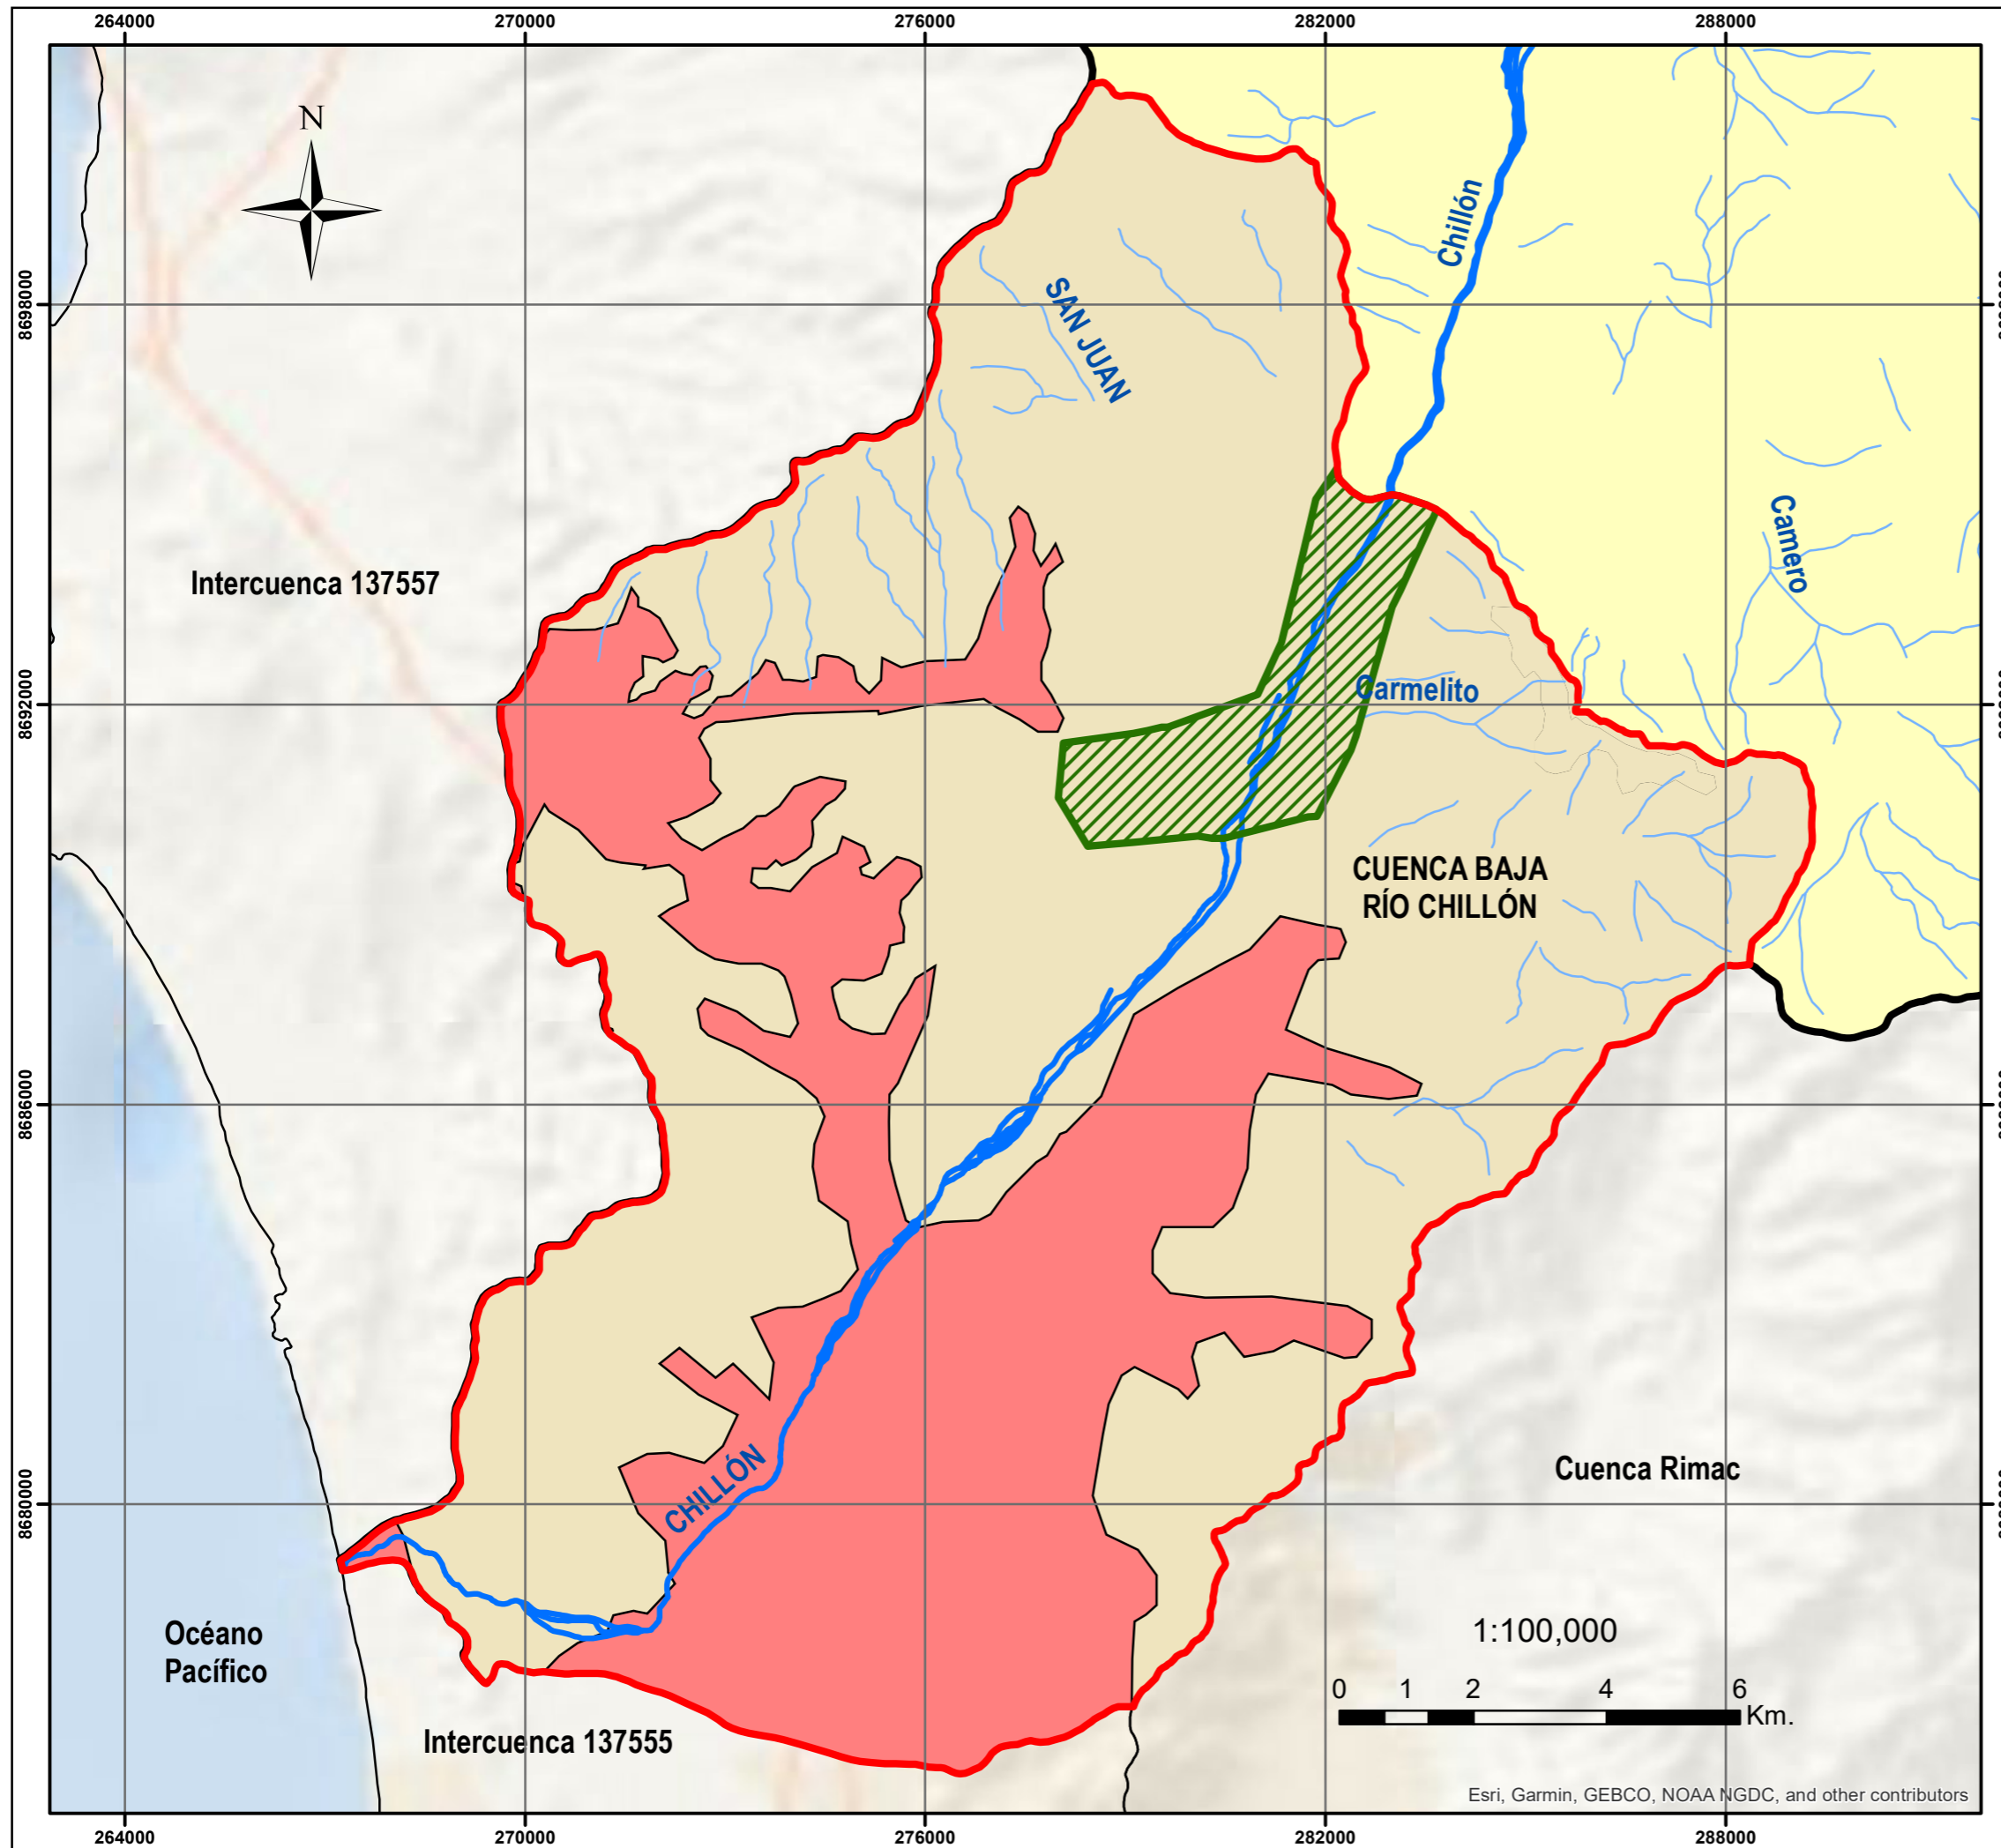 264000
270000
276000
282000
288000
N
Chillón
SAN JUAN
8698000
Camero
Intercuenca 137557
Carmelito
8692000
CUENCA BAJA
RÍO CHILLÓN
8686000
CHILLÓN
Cuenca Rimac
8680000
1:100,000
Océano
Pacífico
0 1 2 4 6
Km.
Intercuenca 137555
Esri, Garmin, GEBCO, NOAA NGDC, and other contributors
264000
270000
276000
282000
288000